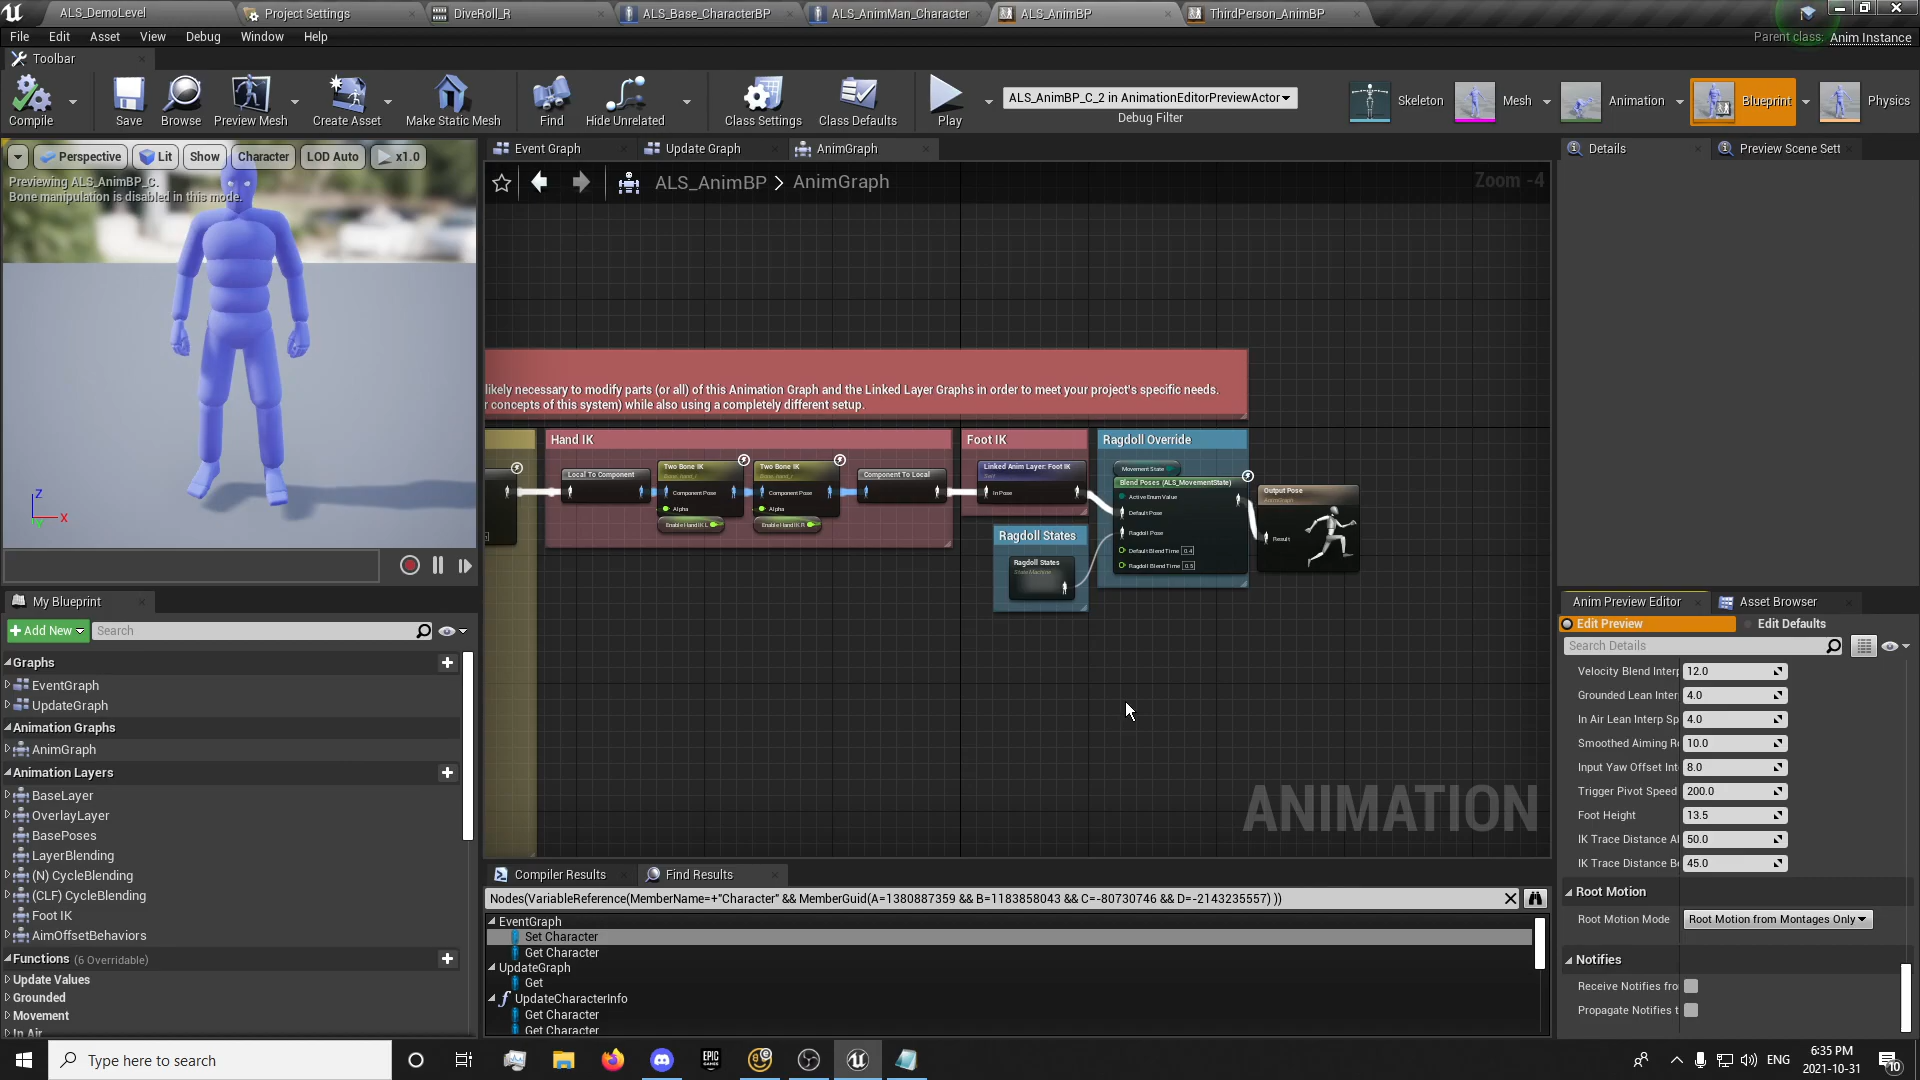 ALS_DemoLevel
Project Settings
DiveRoll_R
ALS_Base_CharacterBP
ALS_AnimMan_Character
ALS_AnimBP
ThirdPerson_AnimBP
File Edit Asset View Debug Window Help
Parent class: Anim Instance
Toolbar
Compile
Save
Browse
Preview Mesh
Create Asset
Make Static Mesh
Find
Hide Unrelated
Class Settings
Class Defaults
Play
ALS_AnimBP_C_2 in AnimationEditorPreviewActor
Debug Filter
Skeleton
Mesh
Animation
Blueprint
Physics
Perspective
Lit
Show
Character
LOD Auto
x1.0
Previewing ALS_AnimBP_C.
Bone manipulation is disabled in this mode.
Z
X
Event Graph
Update Graph
AnimGraph
ALS_AnimBP > AnimGraph
Zoom -4
likely necessary to modify parts (or all) of this Animation Graph and the Linked Layer Graphs in order to meet your project's specific needs.
r concepts of this system) while also using a completely different setup.
Hand IK
Local To Component
Two Bone IK
Component Pose
Alpha
Enable Hand IK L
Two Bone IK
Component Pose
Alpha
Enable Hand IK R
Component To Local
Foot IK
Linked Anim Layer: Foot IK
In Pose
Ragdoll States
Ragdoll States
State Machine
Ragdoll Override
Movement State
Blend Poses (ALS_MovementState)
Active Enum Value
Default Pose
Ragdoll Pose
Default Blend Time 0.4
Ragdoll Blend Time 0.5
Output Pose
AnimGraph
Result
ANIMATION
Details
Preview Scene Sett
My Blueprint
Add New
Search
Graphs
EventGraph
UpdateGraph
Animation Graphs
AnimGraph
Animation Layers
BaseLayer
OverlayLayer
BasePoses
LayerBlending
(N) CycleBlending
(CLF) CycleBlending
Foot IK
AimOffsetBehaviors
Functions (6 Overridable)
Update Values
Grounded
Movement
In Air
Compiler Results
Find Results
Nodes(VariableReference(MemberName=+"Character" && MemberGuid(A=1380887359 && B=1183858043 && C=-80730746 && D=-2143235557) ))
EventGraph
Set Character
Get Character
UpdateGraph
Get
UpdateCharacterInfo
Get Character
Get Character
Anim Preview Editor
Asset Browser
Edit Preview
Edit Defaults
Search Details
Velocity Blend Interp 12.0
Grounded Lean Inter 4.0
In Air Lean Interp Sp 4.0
Smoothed Aiming R 10.0
Input Yaw Offset Int 8.0
Trigger Pivot Speed 200.0
Foot Height 13.5
IK Trace Distance A 50.0
IK Trace Distance B 45.0
Root Motion
Root Motion Mode Root Motion from Montages Only
Notifies
Receive Notifies fro
Propagate Notifies t
Type here to search
EPIC
ENG
6:35 PM
2021-10-31
10